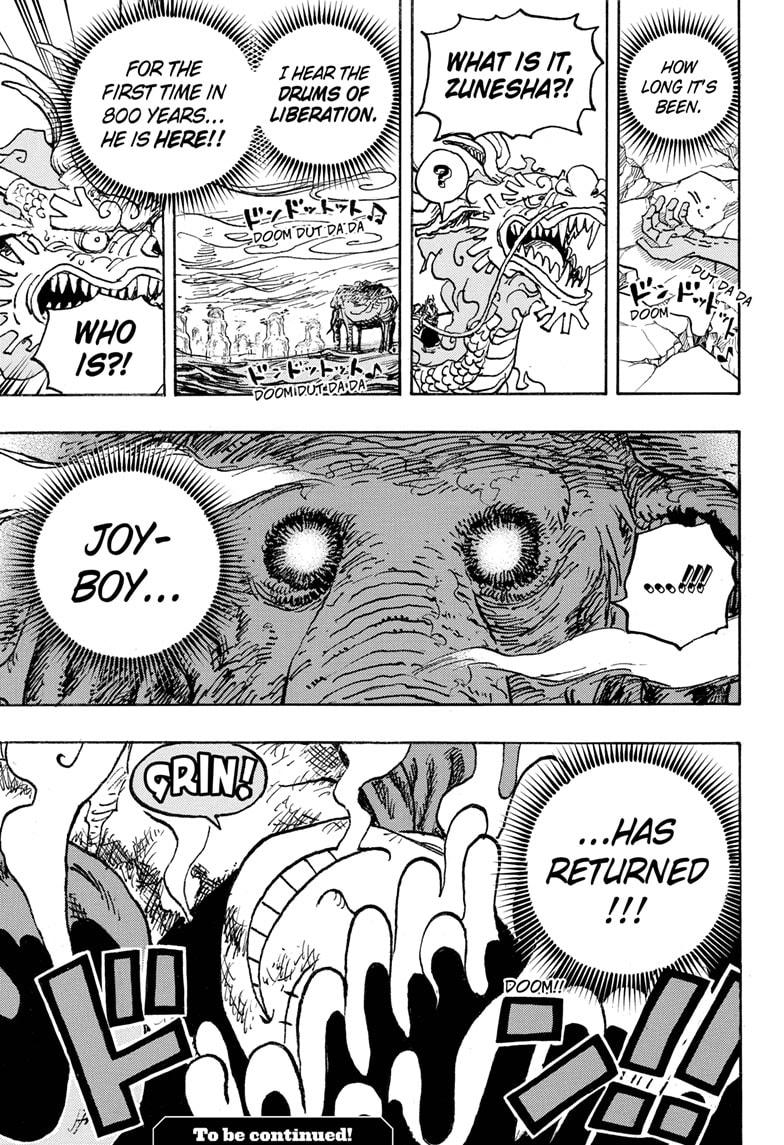 HOW
LONG IT'S
BEEN.
DUT DA DA
DOOM
ドンドットット♪
WHAT IS IT,
ZUNESHA?!
?
I HEAR THE
DRUMS OF
LIBERATION.
ドンドットット♪
DOOM DUT DA DA
ドンドットット♪
DOOM DUT DA DA
FOR THE
FIRST TIME IN
800 YEARS...
HE IS HERE!!
WHO
IS?!
....!!!
JOY-
BOY...
...HAS
RETURNED
!!!
GRIN!
DOOM!!
ドン!!
To be continued!